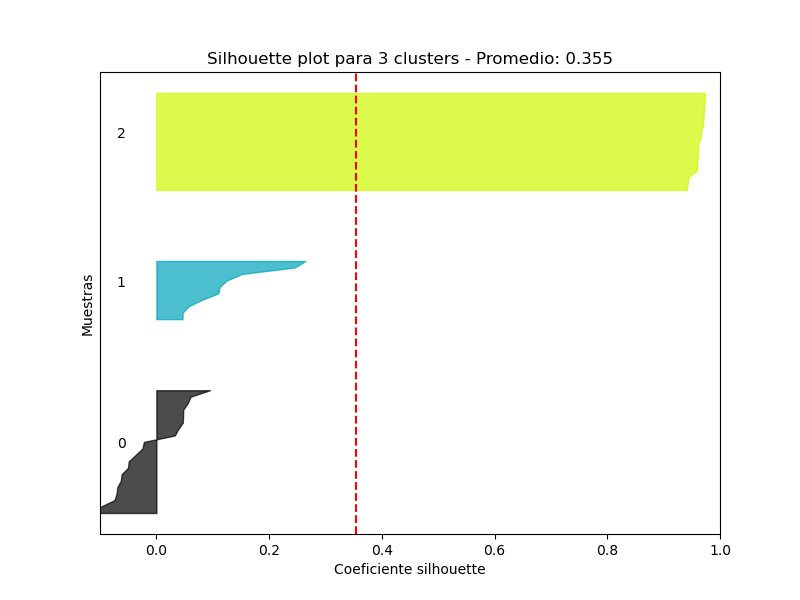 Silhouette plot para 3 clusters - Promedio: 0.355
Muestras
2
1
0
0.0 0.2 0.4 0.6 0.8 1.0
Coeficiente silhouette